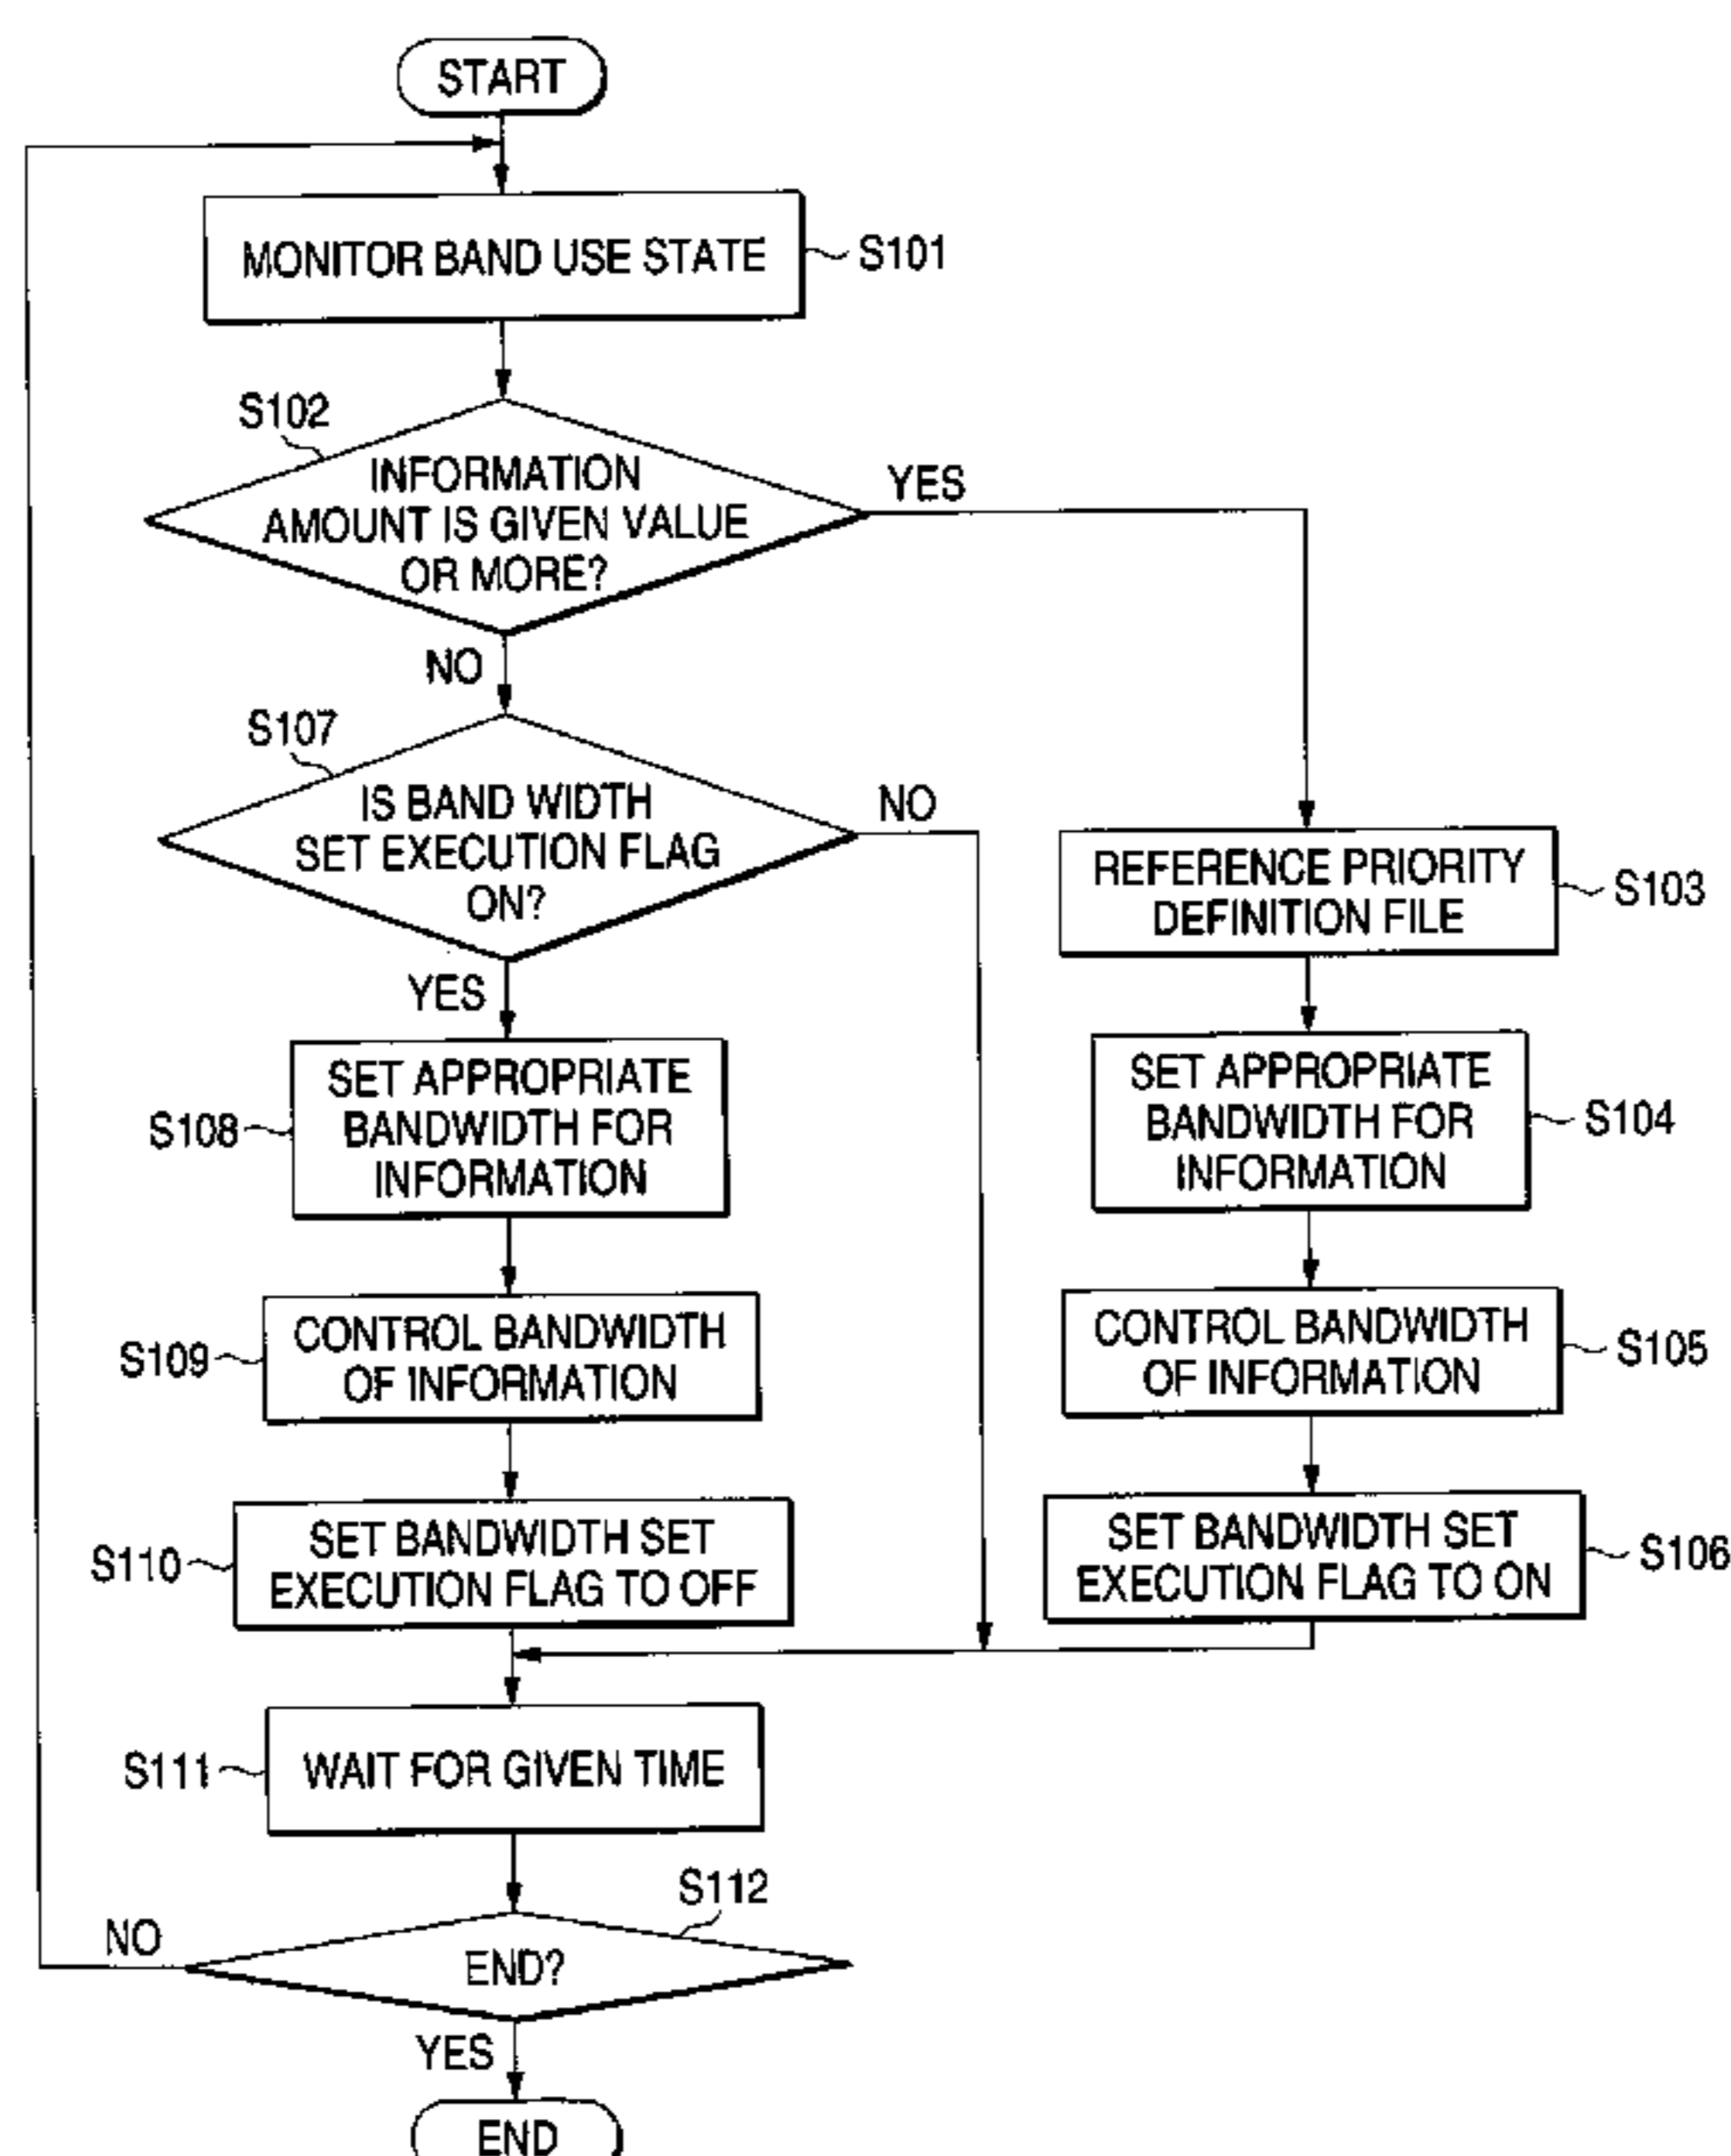 START
MONITOR BAND USE STATE
S101
S102
INFORMATION
AMOUNT IS GIVEN VALUE
OR MORE?
YES
NO
S107
IS BAND WIDTH
SET EXECUTION FLAG
ON?
NO
YES
REFERENCE PRIORITY
DEFINITION FILE
S103
SET APPROPRIATE
BANDWIDTH FOR
INFORMATION
S108
SET APPROPRIATE
BANDWIDTH FOR
INFORMATION
S104
CONTROL BANDWIDTH
OF INFORMATION
S109
CONTROL BANDWIDTH
OF INFORMATION
S105
SET BANDWIDTH SET
EXECUTION FLAG TO OFF
S110
SET BANDWIDTH SET
EXECUTION FLAG TO ON
S106
S111
WAIT FOR GIVEN TIME
S112
NO
END?
YES
END